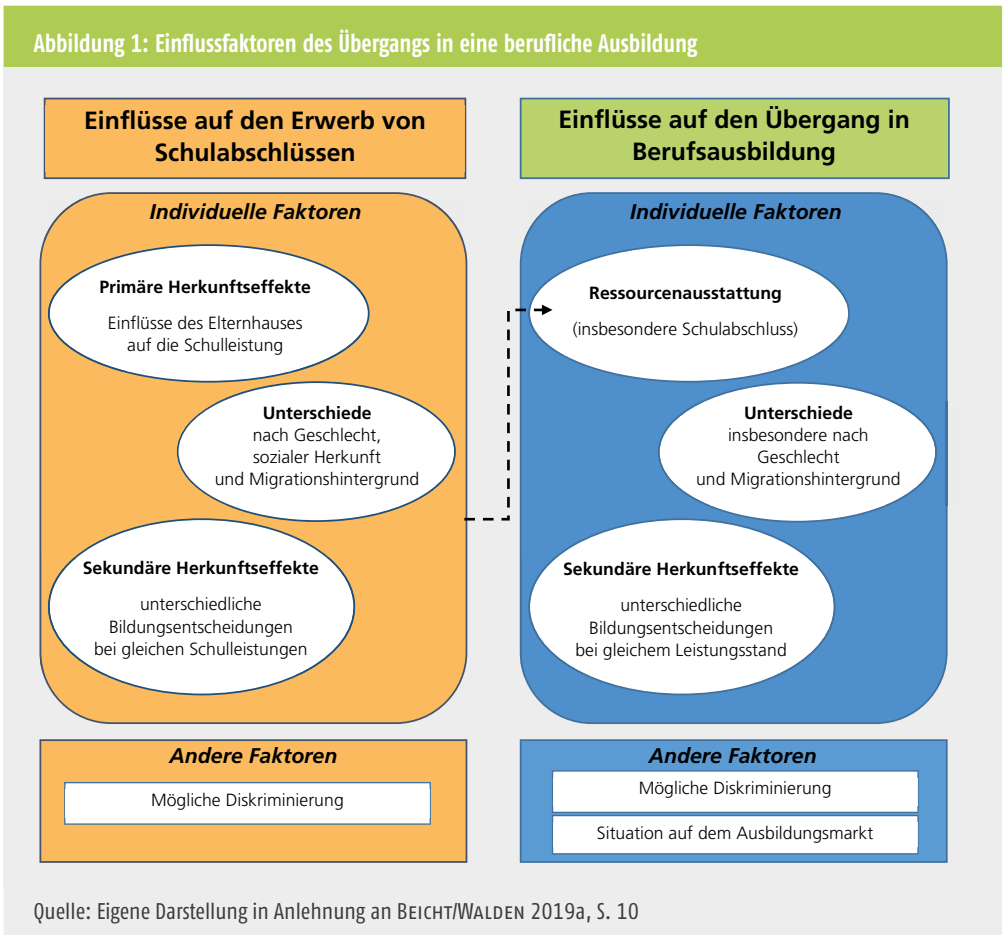 Abbildung 1: Einflussfaktoren des Übergangs in eine berufliche Ausbildung
Einflüsse auf den Erwerb von
Schulabschlüssen
Individuelle Faktoren
Primäre Herkunftseffekte
Einflüsse des Elternhauses
auf die Schulleistung
Unterschiede
nach Geschlecht,
sozialer Herkunft
und Migrationshintergrund
Sekundäre Herkunftseffekte
unterschiedliche
Bildungsentscheidungen
bei gleichen Schulleistungen
Andere Faktoren
Mögliche Diskriminierung
Einflüsse auf den Übergang in
Berufsausbildung
Individuelle Faktoren
Ressourcenausstattung
(insbesondere Schulabschluss)
Unterschiede
insbesondere nach
Geschlecht
und Migrationshintergrund
Sekundäre Herkunftseffekte
unterschiedliche
Bildungsentscheidungen
bei gleichem Leistungsstand
Andere Faktoren
Mögliche Diskriminierung
Situation auf dem Ausbildungsmarkt
Quelle: Eigene Darstellung in Anlehnung an BEICHT/WALDEN 2019a, S. 10